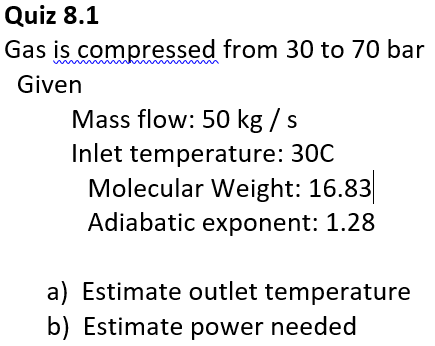 Quiz 8.1
Gas is compressed from 30 to 70 bar
Given
Mass flow: 50 kg / s
Inlet temperature: 30C
Molecular Weight: 16.83
Adiabatic exponent: 1.28
a) Estimate outlet temperature
b) Estimate power needed